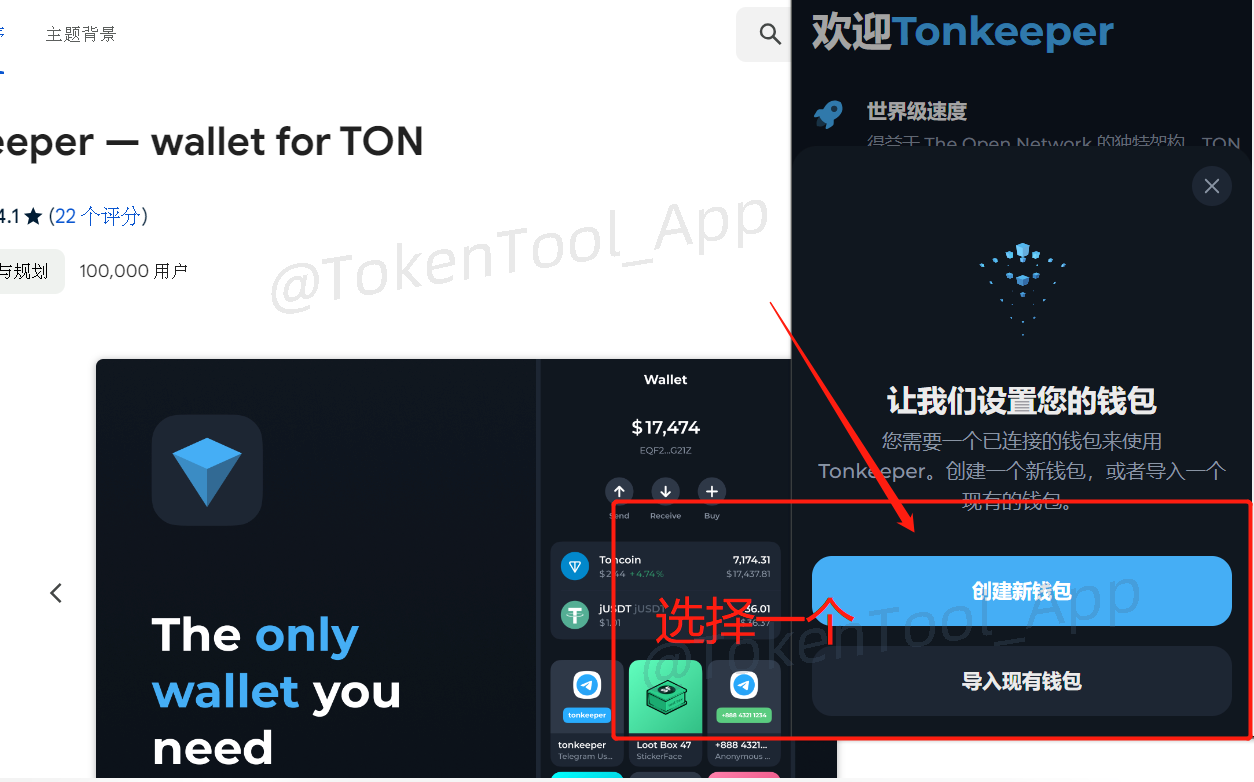 主题背景
eeper — wallet for TON
4.1 ★ (22 个评分)
与规划
100,000 用户
@TokenTool_App
Wallet
$17,474
EQF2...G21Z
Send Receive Buy
Toncoin 7,174.31
$2.44 +4.74% $17,437.81
jUSDT jUSDT 36.01
$1.01 $36.37
tonkeeper
tonkeeper
Telegram Us...
Loot Box 47
StickerFace
+888 4321 1234
+888 4321...
Anonymous ...
The only
wallet you
need
欢迎Tonkeeper
世界级速度
得益于 The Open Network 的独特架构，TON
让我们设置您的钱包
您需要一个已连接的钱包来使用
Tonkeeper。创建一个新钱包，或者导入一个
现有的钱包。
创建新钱包
导入现有钱包
选择一个
@TokenTool_App